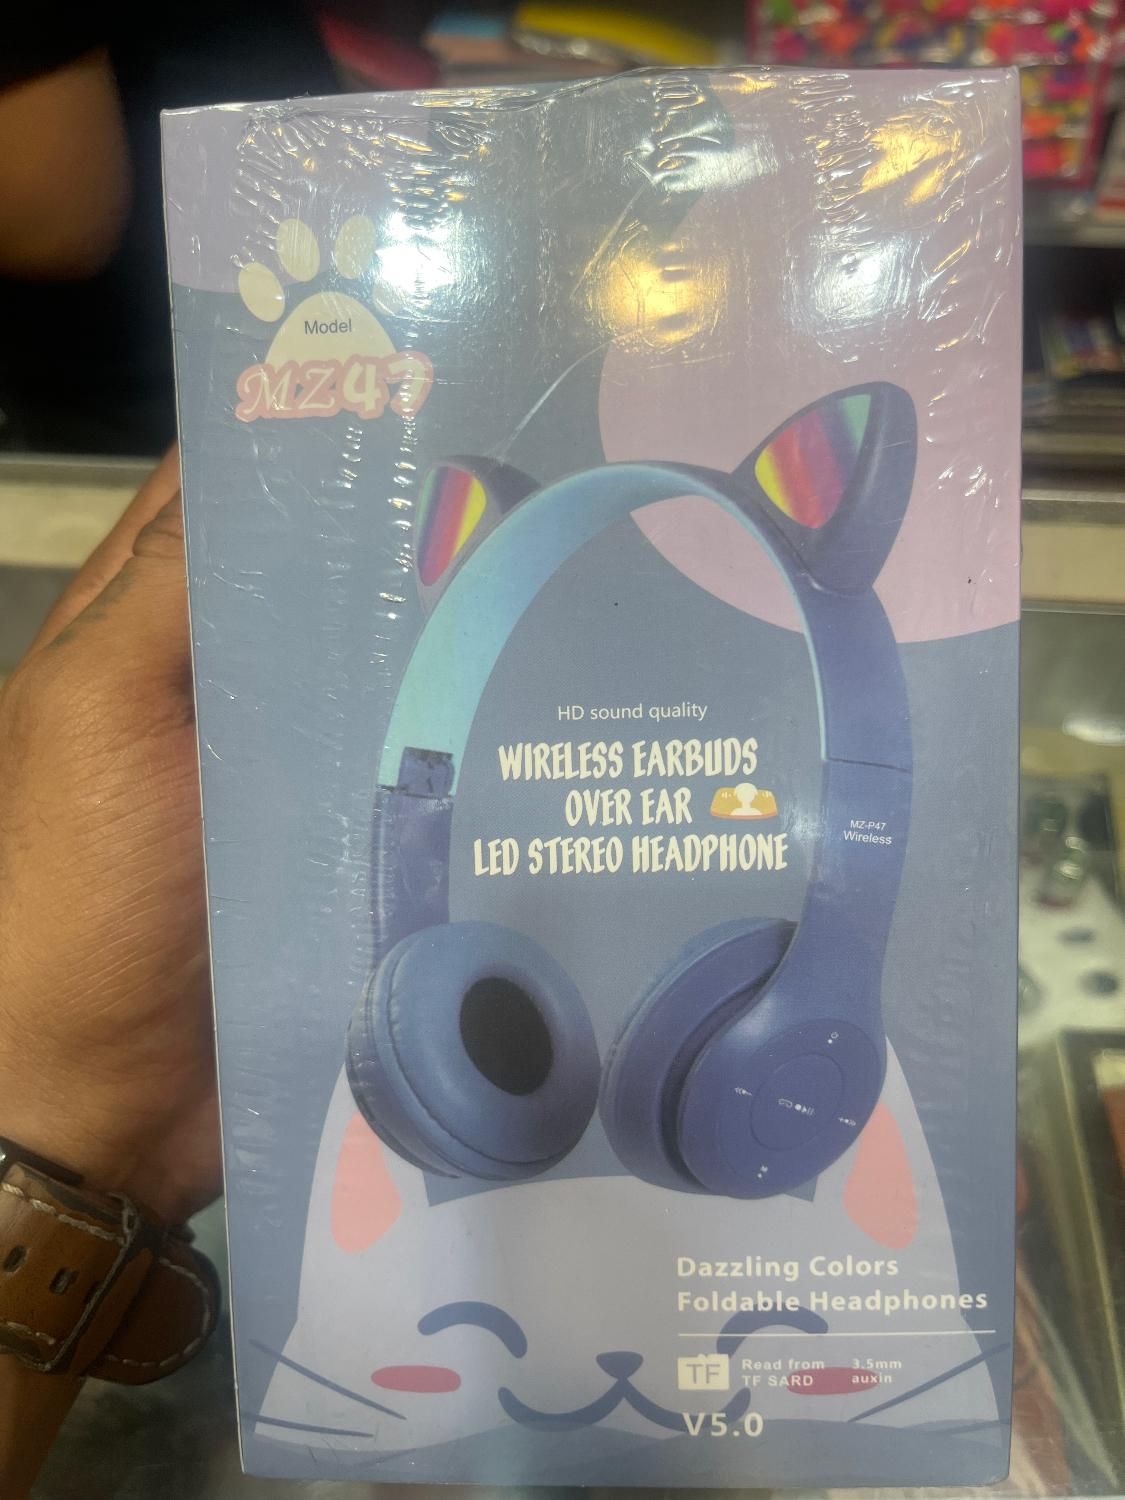 Model
MZ47
HD sound quality
WIRELESS EARBUDS
OVER EAR
LED STEREO HEADPHONE
MZ-P47
Wireless
Dazzling Colors
Foldable Headphones
TF
Read from
TF SARD
3.5mm
auxin
V5.0